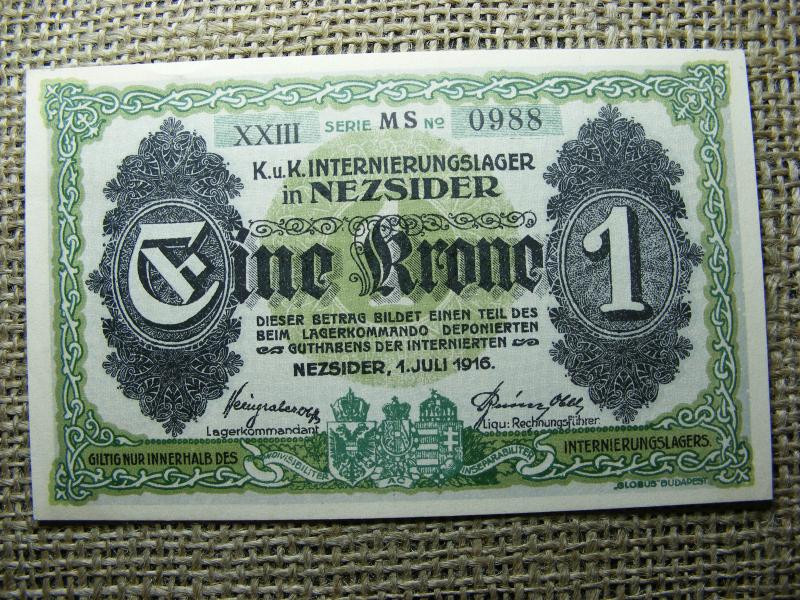 XXIII SERIE MS No 0988
K.u.K. INTERNIERUNGSLAGER
in NEZSIDER
1
Eine Krone 1
DIESER BETRAG BILDET EINEN TEIL DES
BEIM LAGERKOMMANDO DEPONIERTEN
GUTHABENS DER INTERNIERTEN.
NEZSIDER, 1. JULI 1916.
Lagerkommandant Liqu: Rechnungsführer.
GILTIG NUR INNERHALB DES INTERNIERUNGSLAGERS.
INDIVISIBILITER AC INSEPARABILITER
„GLOBUS" BUDAPEST